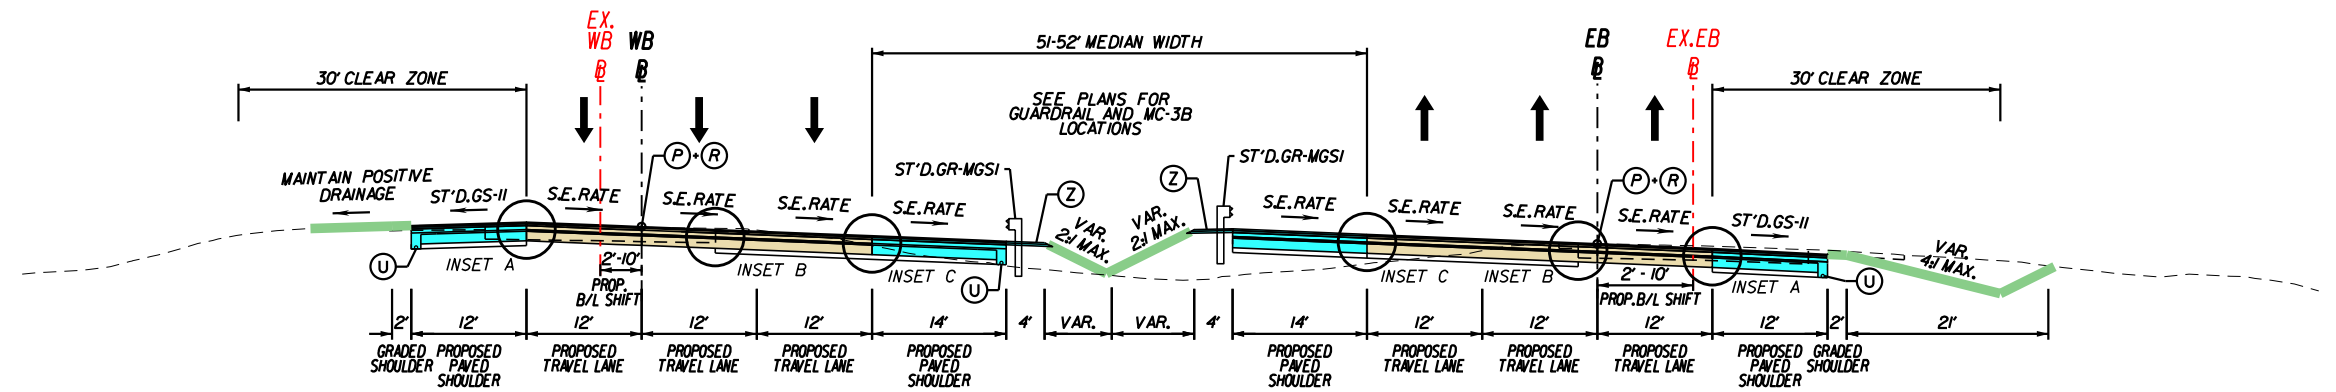 EX.
WB
B
L
WB
B
L
51-52' MEDIAN WIDTH
EB
B
L
EX.EB
B
L
30' CLEAR ZONE
30' CLEAR ZONE
SEE PLANS FOR
GUARDRAIL AND MC-3B
LOCATIONS
MAINTAIN POSITIVE
DRAINAGE
ST'D.GS-11
S.E.RATE
P + R
S.E.RATE
S.E.RATE
S.E.RATE
ST'D.GR-MGS1
Z
VAR.
2:1 MAX.
VAR.
2:1 MAX.
Z
ST'D.GR-MGS1
S.E.RATE
S.E.RATE
S.E.RATE
P + R
S.E.RATE
ST'D.GS-11
VAR.
4:1 MAX.
U
INSET A
2'-10'
PROP.
B/L SHIFT
INSET B
INSET C
U
INSET C
INSET B
2' - 10'
PROP.B/L SHIFT
INSET A
U
2'
12'
12'
12'
12'
14'
4'
VAR.
VAR.
4'
14'
12'
12'
12'
12'
2'
21'
GRADED
SHOULDER
PROPOSED
PAVED
SHOULDER
PROPOSED
TRAVEL LANE
PROPOSED
TRAVEL LANE
PROPOSED
TRAVEL LANE
PROPOSED
PAVED
SHOULDER
PROPOSED
PAVED
SHOULDER
PROPOSED
TRAVEL LANE
PROPOSED
TRAVEL LANE
PROPOSED
TRAVEL LANE
PROPOSED
PAVED
SHOULDER
GRADED
SHOULDER